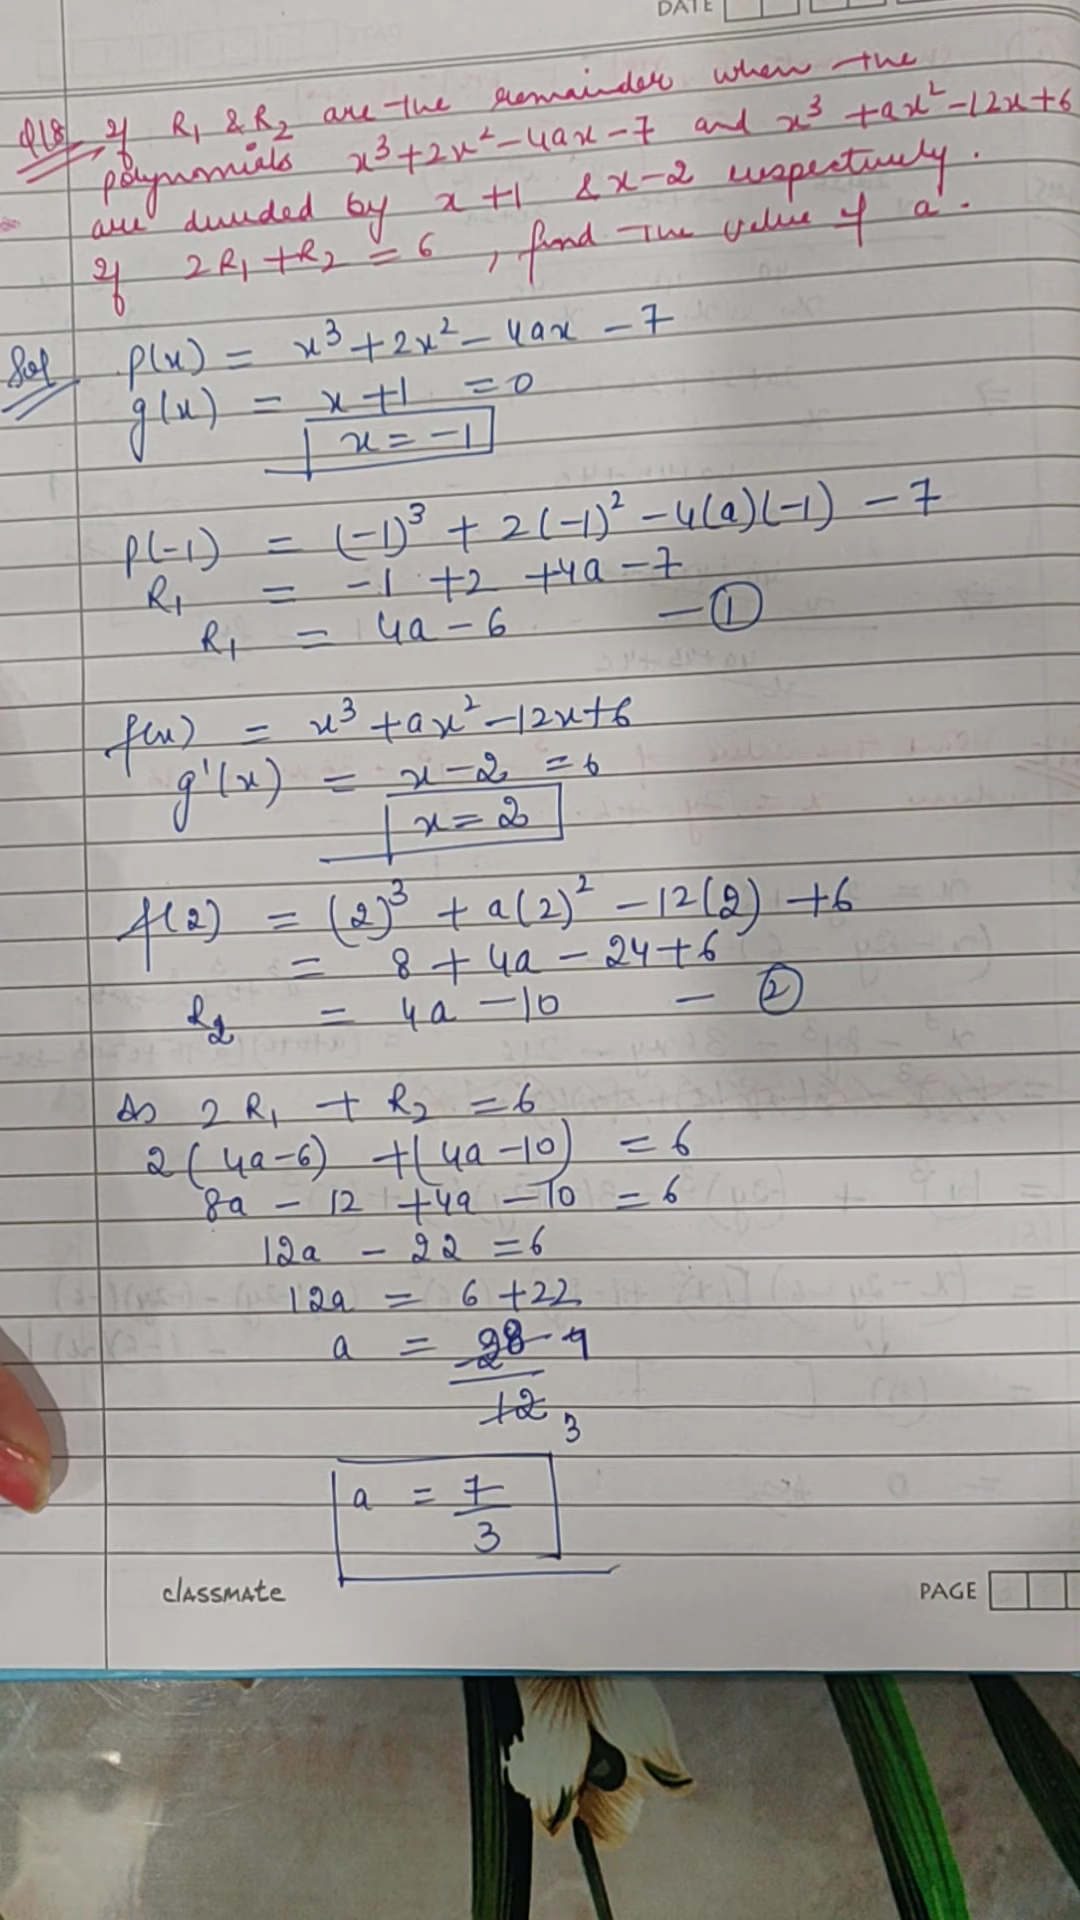 DATE
Q18 If R₁ & R₂ are the remainder when the
polynomials x³+2x²-4ax-7 and x³+ax²-12x+6
are divided by x+1 & x-2 respectively.
If 2R₁+R₂ = 6, find the value of a.
Sol p(x) = x³+2x²-4ax-7
g(x) = x+1 =0
x=-1
p(-1) = (-1)³ + 2(-1)² -4(a)(-1) -7
R₁ = -1 +2 +4a-7
R₁ = 4a-6 —①
f(x) = x³+ax²-12x+6
g'(x) = x-2 =6
x=2
f(2) = (2)³ + a(2)² -12(2) +6
= 8+4a-24+6
R₂ = 4a-10 — ②
As 2R₁ + R₂ =6
2(4a-6) +(4a-10) = 6
8a - 12 +4a -10 = 6
12a - 22 =6
12a = 6+22
a = 28 7
12 3
a = 7
3
classmate
PAGE